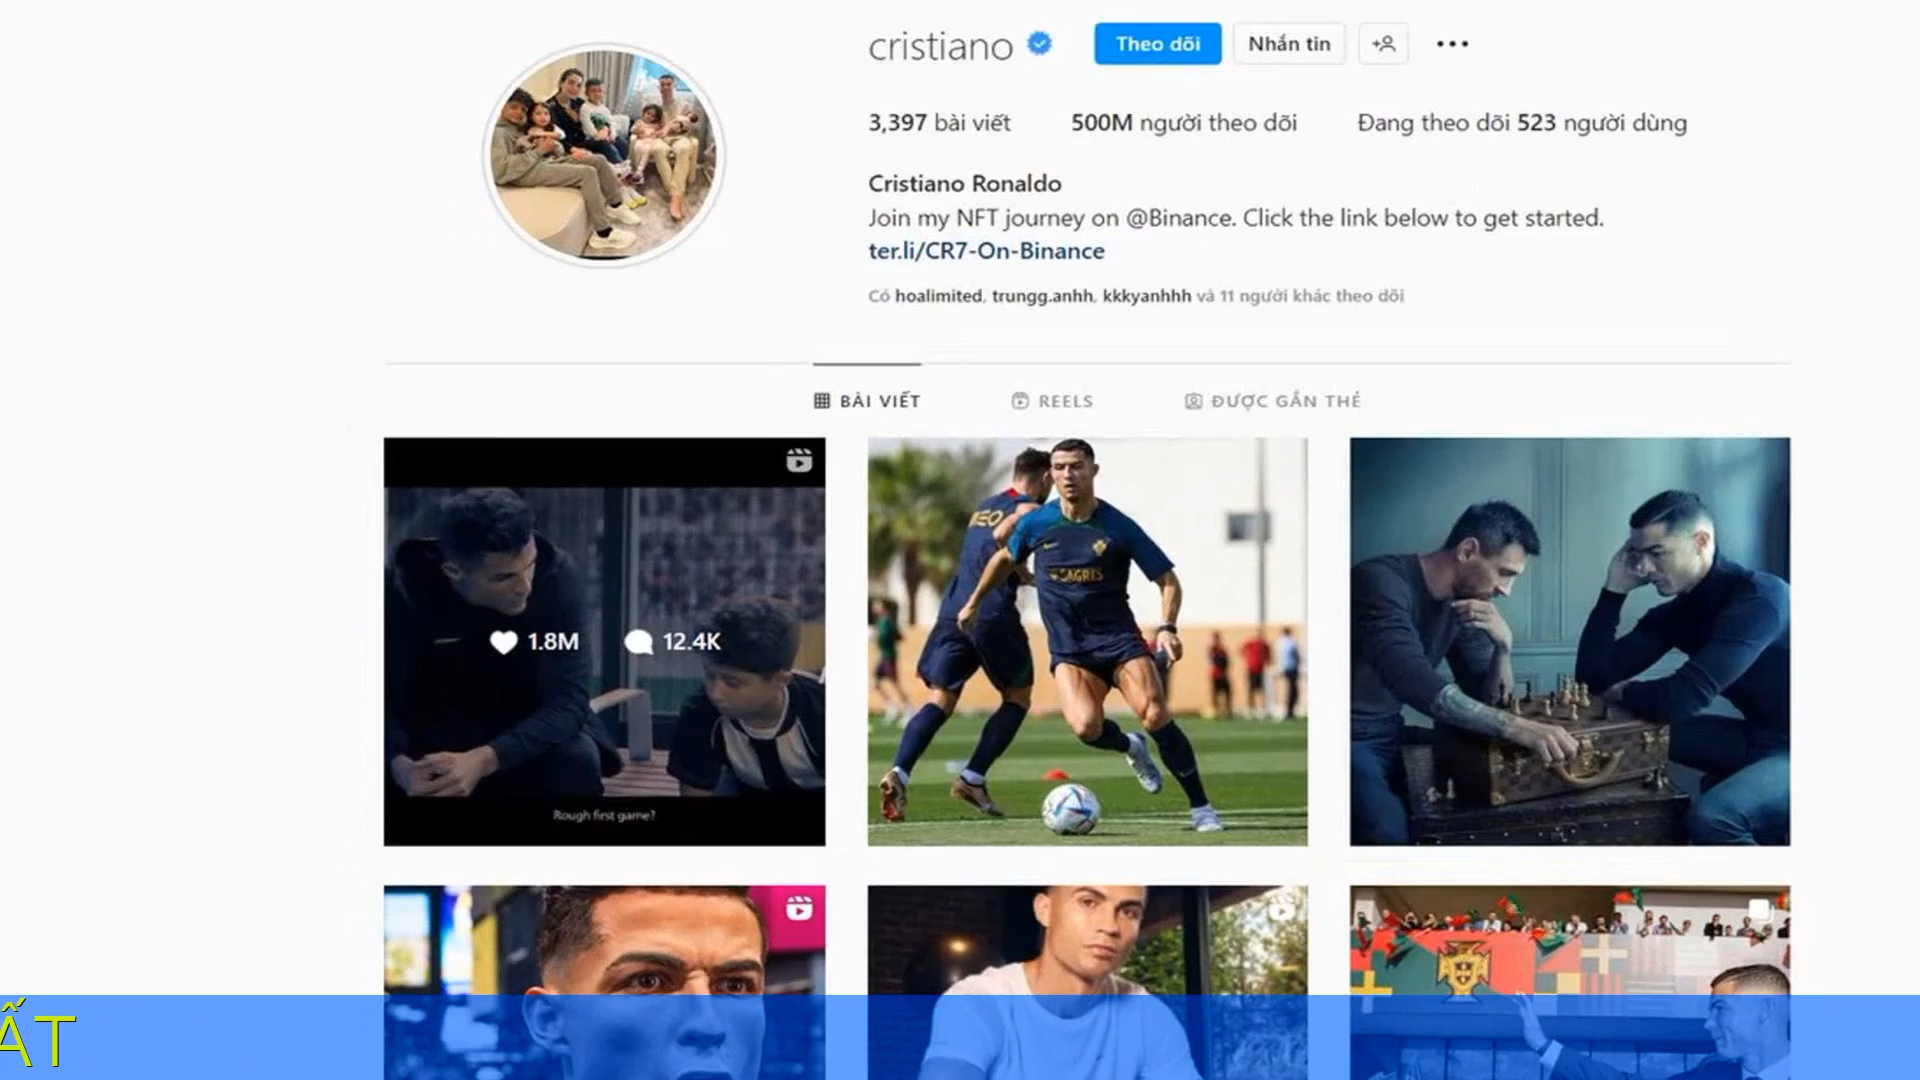 cristiano Theo dõi Nhắn tin
3,397 bài viết 500M người theo dõi Đang theo dõi 523 người dùng
Cristiano Ronaldo
Join my NFT journey on @Binance. Click the link below to get started.
ter.li/CR7-On-Binance
Có hoalimited, trungg.anhh, kkkyanhhh và 11 người khác theo dõi
BÀI VIẾT REELS ĐƯỢC GẮN THẺ
MEO
SAGRES
1.8M 12.4K
Rough first game?
ẤT